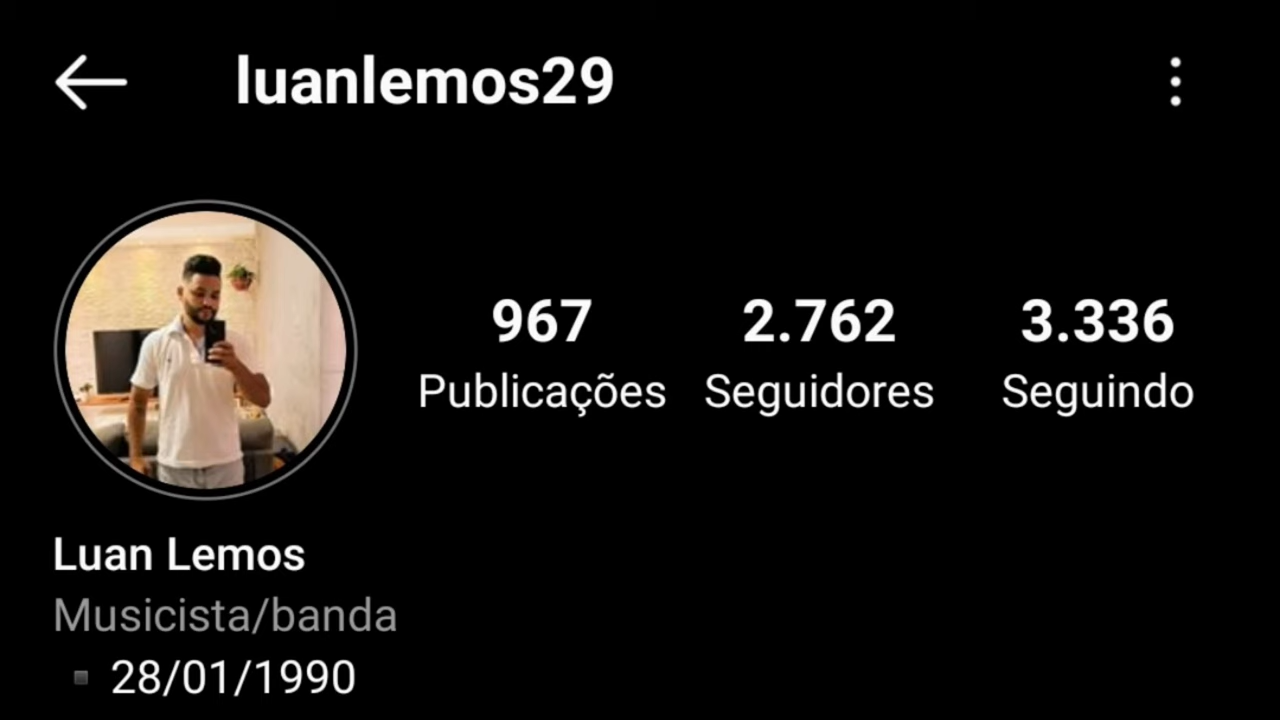 luanlemos29
967 2.762 3.336
Publicações Seguidores Seguindo
Luan Lemos
Musicista/banda
28/01/1990